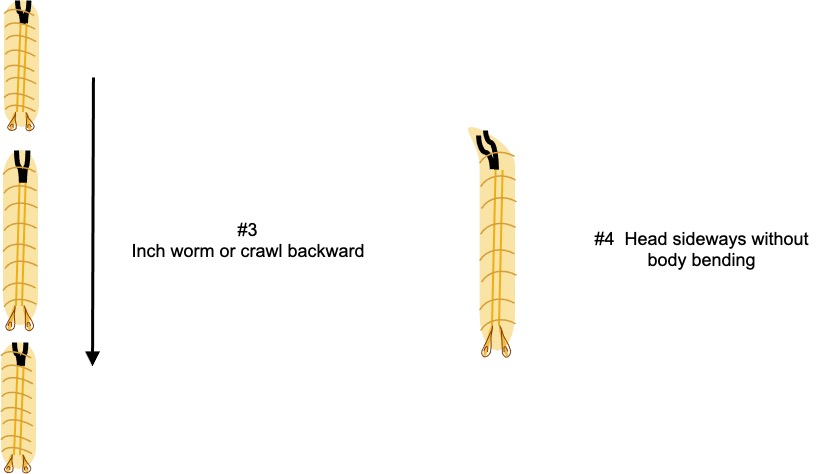 #3
Inch worm or crawl backward
#4  Head sideways without
body bending